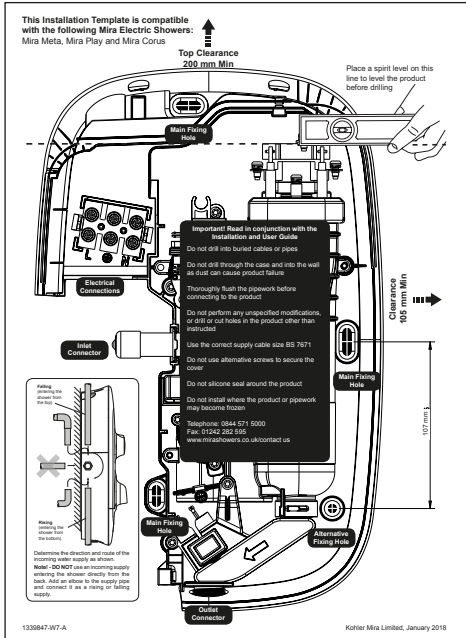 This Installation Template is compatible
with the following Mira Electric Showers:
Mira Meta, Mira Play and Mira Corus
Top Clearance
200 mm Min
Place a spirit level on this
line to level the product
before drilling
Main Fixing
Hole
Important! Read in conjunction with the
Installation and User Guide
Do not drill into buried cables or pipes
Do not drill through the case and into the wall
as dust can cause product failure
Thoroughly flush the pipework before
connecting to the product
Do not perform any unspecified modifications,
or drill or cut holes in the product other than
instructed
Use the correct supply cable size BS 7671
Do not use alternative screws to secure the
cover
Do not silicone seal around the product
Do not install where the product or pipework
may become frozen
Telephone: 0844 571 5000
Fax: 01242 282 595
www.mirashowers.co.uk/contact us
Electrical
Connections
Clearance
105 mm Min
Inlet
Connector
Main Fixing
Hole
107mm
Falling
(entering the
shower from
the top).
Rising
(entering the
shower from
the bottom).
Determine the direction and route of the
incoming water supply as shown.
Note! - DO NOT use an incoming supply
entering the shower directly from the
back. Add an elbow to the supply pipe
and connect it as a rising or falling
supply.
Main Fixing
Hole
Alternative
Fixing Hole
Outlet
Connector
1339847-W7-A
Kohler Mira Limited, January 2018